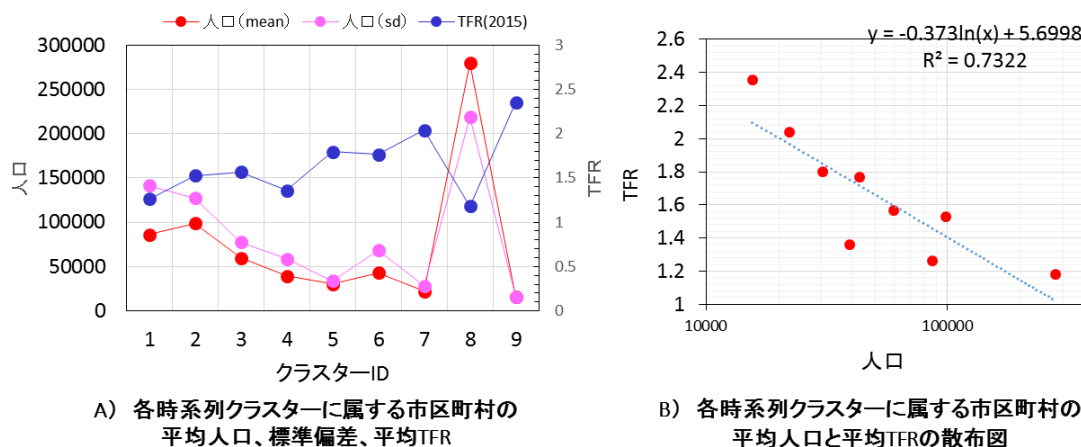 人口(mean) 人口(sd) TFR(2015)
300000
250000
200000
150000
100000
50000
0
人口
3
2.5
2
1.5
1
0.5
0
TFR
1 2 3 4 5 6 7 8 9
クラスターID
A) 各時系列クラスターに属する市区町村の
平均人口、標準偏差、平均TFR
y = -0.373ln(x) + 5.6998
R² = 0.7322
2.6
2.4
2.2
2
1.8
1.6
1.4
1.2
1
TFR
10000 100000
人口
B) 各時系列クラスターに属する市区町村の
平均人口と平均TFRの散布図